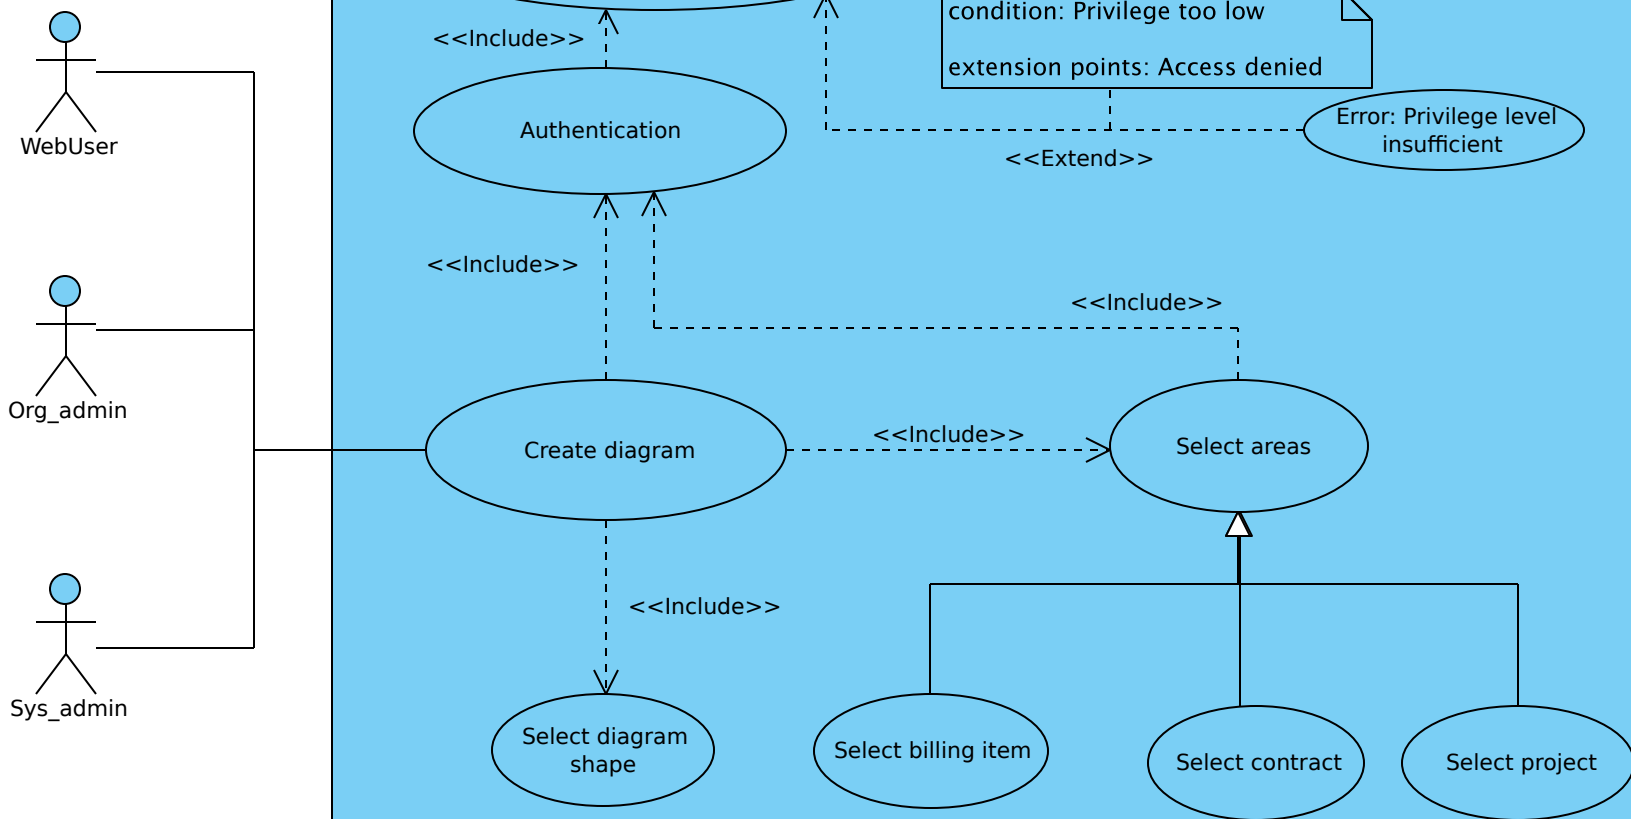 condition: Privilege too low
<<Include>>
extension points: Access denied
WebUser
Authentication
Error: Privilege level
insufficient
<<Extend>>
<<Include>>
<<Include>>
Org_admin
<<Include>>
Create diagram
Select areas
<<Include>>
Sys_admin
Select diagram
shape
Select billing item
Select contract
Select project